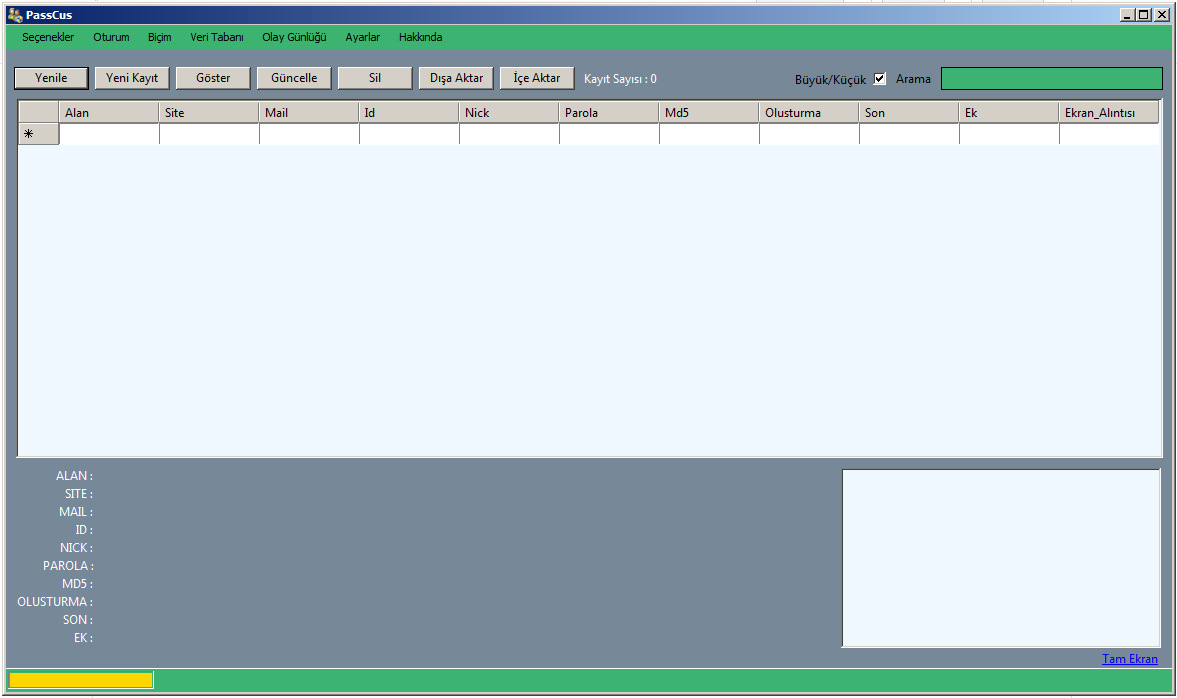 PassCus
Seçenekler Oturum Biçim Veri Tabanı Olay Günlüğü Ayarlar Hakkında
Yenile Yeni Kayıt Göster Güncelle Sil Dışa Aktar İçe Aktar Kayıt Sayısı : 0 Büyük/Küçük Arama
Alan Site Mail Id Nick Parola Md5 Olusturma Son Ek Ekran_Alıntısı
ALAN :
SITE :
MAIL :
ID :
NICK :
PAROLA :
MD5 :
OLUSTURMA :
SON :
EK :
Tam Ekran